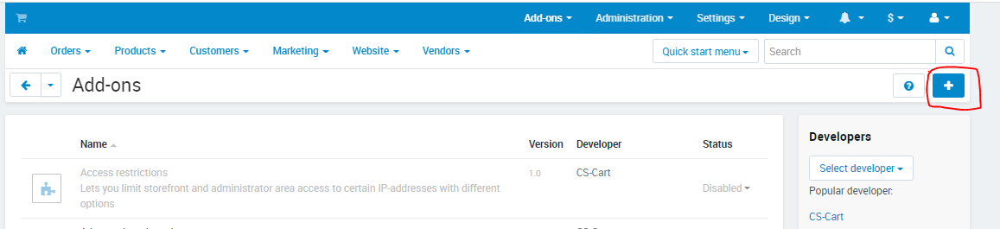 Add-ons Administration Settings Design $
Orders Products Customers Marketing Website Vendors Quick start menu Search
Add-ons
Name Version Developer Status
Access restrictions 1.0 CS-Cart
Lets you limit storefront and administrator area access to certain IP-addresses with different
options
Disabled
Developers
Select developer
Popular developer:
CS-Cart